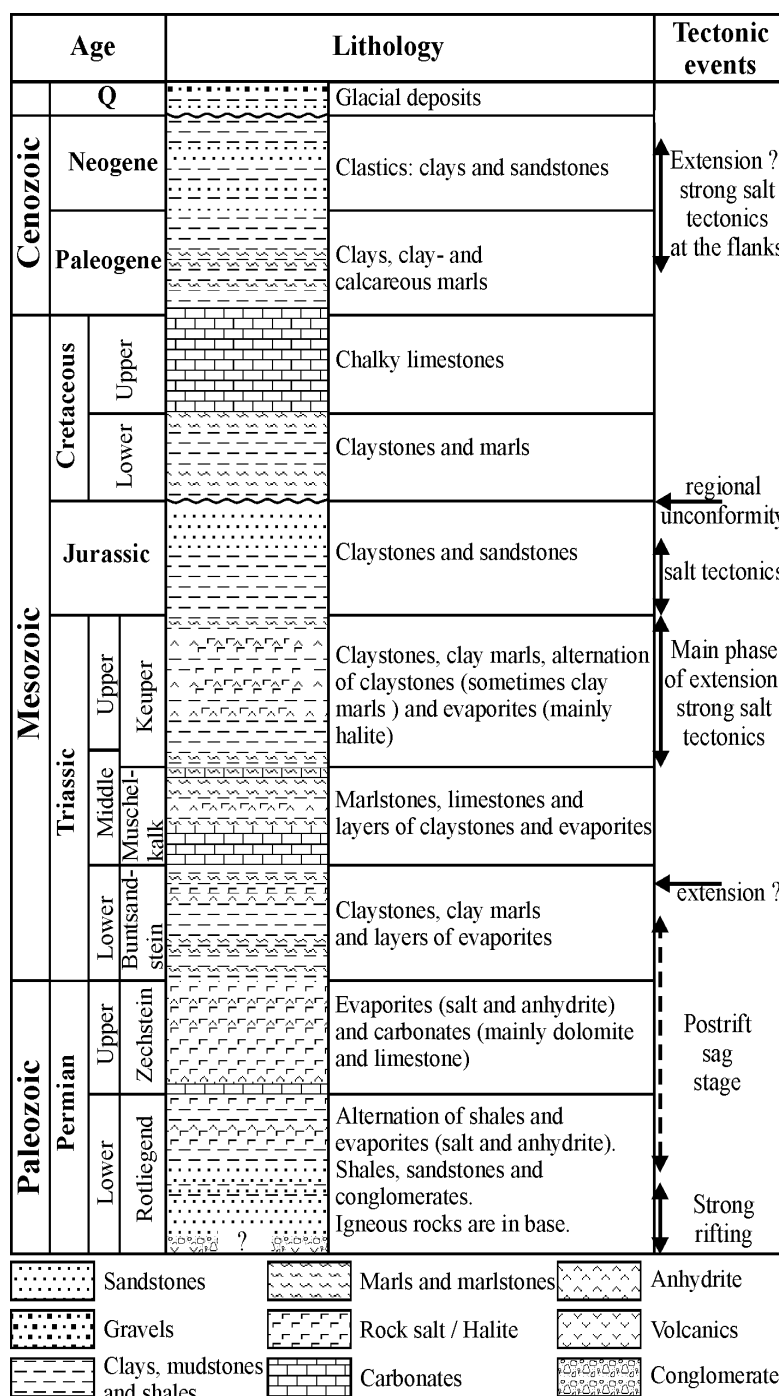 Age
Lithology
Tectonic
events
Q
Glacial deposits
Cenozoic
Neogene
Clastics: clays and sandstones
Extension ?
strong salt
tectonics
at the flanks
Paleogene
Clays, clay- and
calcareous marls
Mesozoic
Cretaceous
Upper
Chalky limestones
Lower
Claystones and marls
regional
unconformity
Jurassic
Claystones and sandstones
salt tectonics
Triassic
Upper
Keuper
Claystones, clay marls, alternation
of claystones (sometimes clay
marls ) and evaporites (mainly
halite)
Main phase
of extension
strong salt
tectonics
Middle
Muschel-
kalk
Marlstones, limestones and
layers of claystones and evaporites
Lower
Buntsand-
stein
Claystones, clay marls
and layers of evaporites
extension ?
Paleozoic
Permian
Upper
Zechstein
Evaporites (salt and anhydrite)
and carbonates (mainly dolomite
and limestone)
Postrift
sag
stage
Lower
Rotliegend
Alternation of shales and
evaporites (salt and anhydrite).
Shales, sandstones and
conglomerates.
Igneous rocks are in base.
Strong
rifting
?
Sandstones
Marls and marlstones
Anhydrite
Gravels
Rock salt / Halite
Volcanics
Clays, mudstones
and shales
Carbonates
Conglomerate